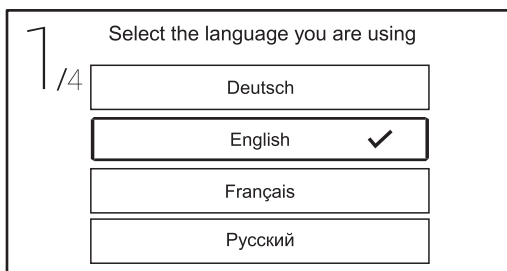 1/4
Select the language you are using
Deutsch
English
Français
Русский